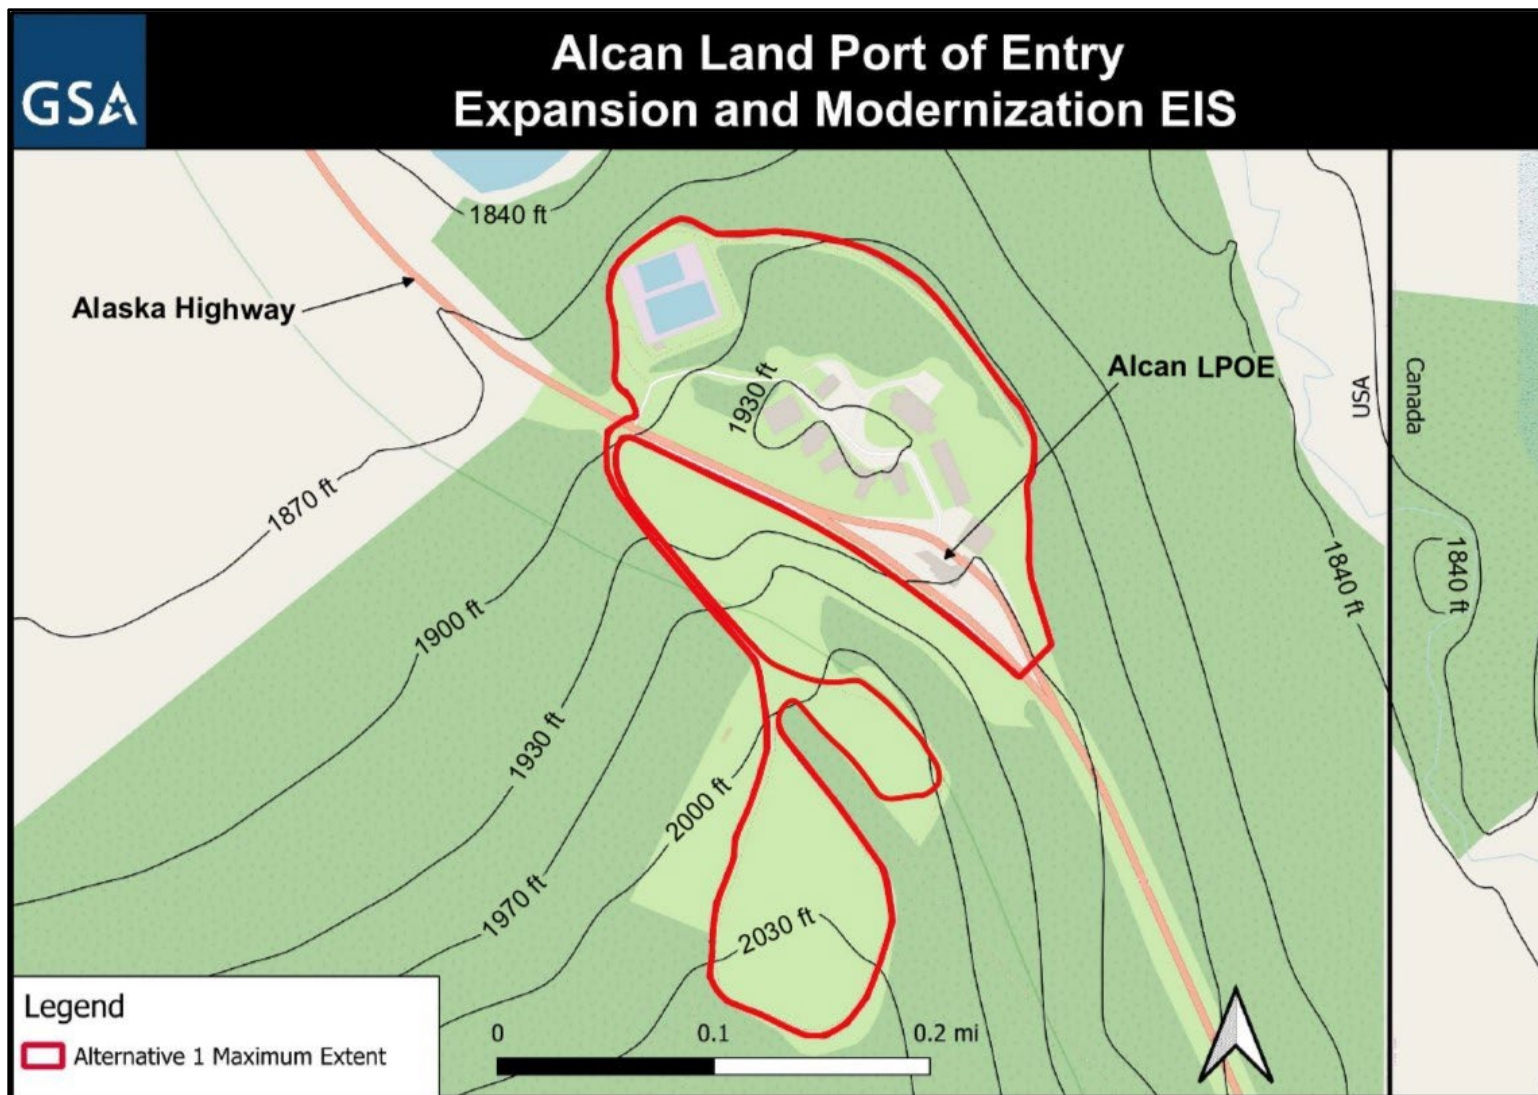 GSA
Alcan Land Port of Entry
Expansion and Modernization EIS
1840 ft
Alaska Highway
Alcan LPOE
1930 ft
USA
Canada
1870 ft
1840 ft
1840 ft
1900 ft
1930 ft
2000 ft
1970 ft
2030 ft
Legend
Alternative 1 Maximum Extent
0 0.1 0.2 mi